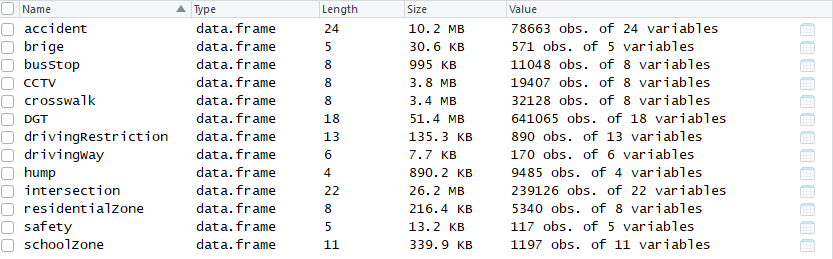 Name Type Length Size Value
accident data.frame 24 10.2 MB 78663 obs. of 24 variables
brige data.frame 5 30.6 KB 571 obs. of 5 variables
busStop data.frame 8 995 KB 11048 obs. of 8 variables
CCTV data.frame 8 3.8 MB 19407 obs. of 8 variables
crosswalk data.frame 8 3.4 MB 32128 obs. of 8 variables
DGT data.frame 18 51.4 MB 641065 obs. of 18 variables
drivingRestriction data.frame 13 135.3 KB 890 obs. of 13 variables
drivingWay data.frame 6 7.7 KB 170 obs. of 6 variables
hump data.frame 4 890.2 KB 9485 obs. of 4 variables
intersection data.frame 22 26.2 MB 239126 obs. of 22 variables
residentialZone data.frame 8 216.4 KB 5340 obs. of 8 variables
safety data.frame 5 13.2 KB 117 obs. of 5 variables
schoolZone data.frame 11 339.9 KB 1197 obs. of 11 variables